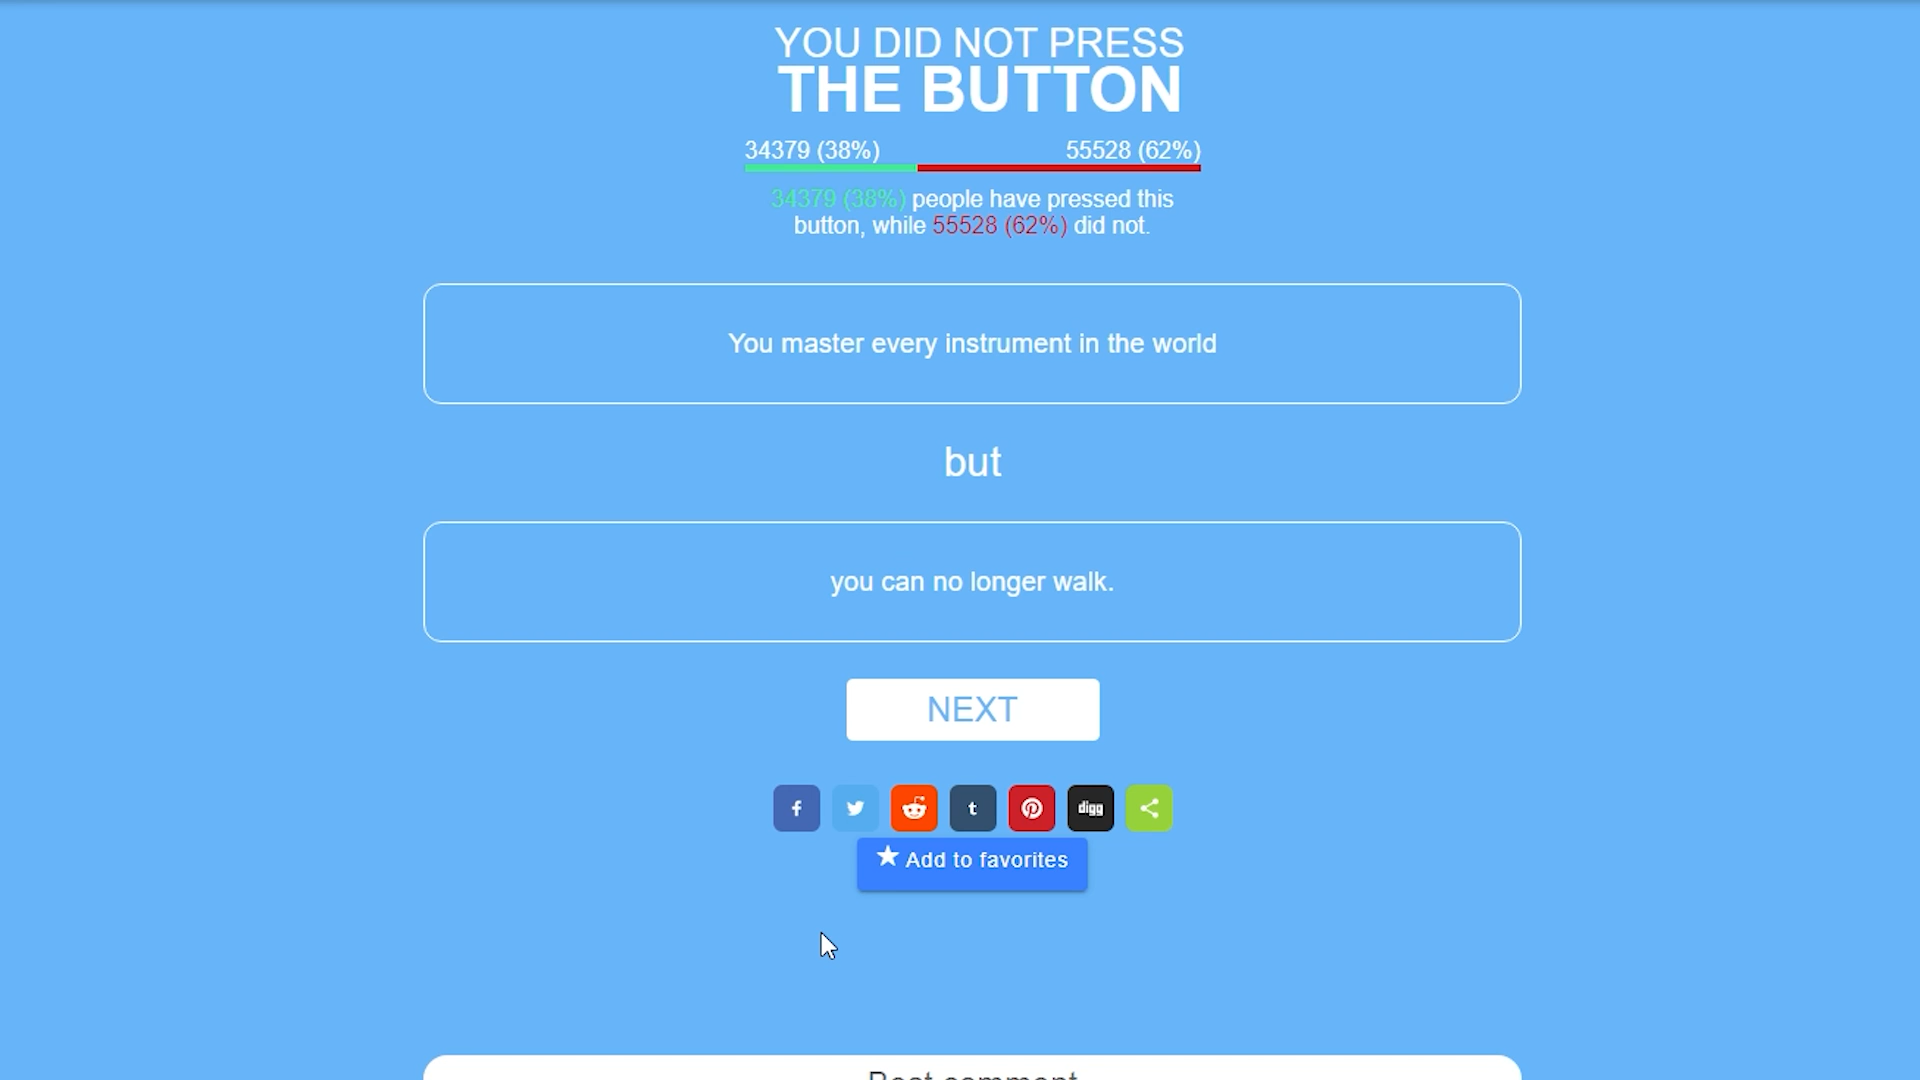 YOU DID NOT PRESS
THE BUTTON
34379 (38%) 55528 (62%)
34379 (38%) people have pressed this
button, while 55528 (62%) did not.
You master every instrument in the world
but
you can no longer walk.
NEXT
f t digg
Add to favorites